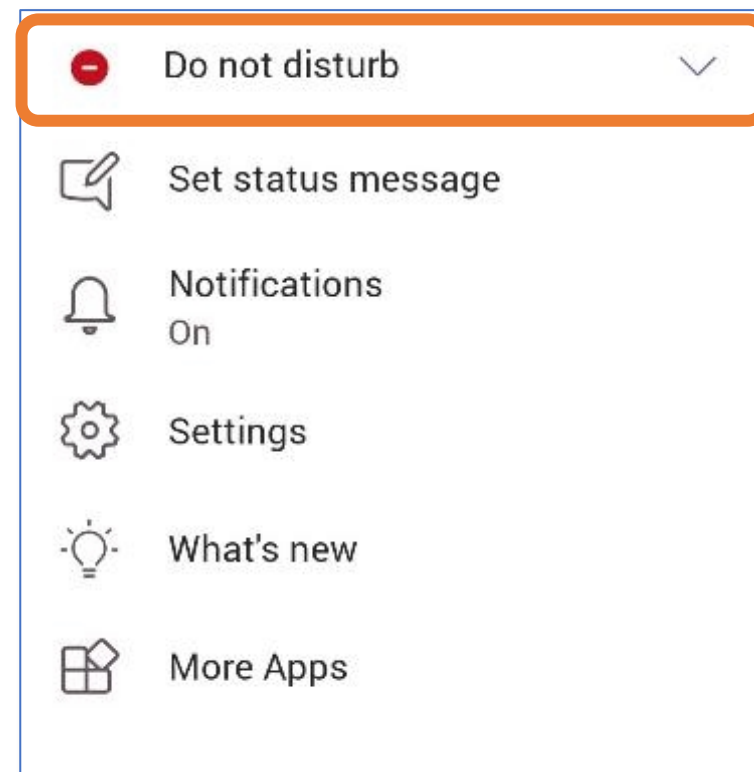 Do not disturb
Set status message
Notifications
On
Settings
What's new
More Apps